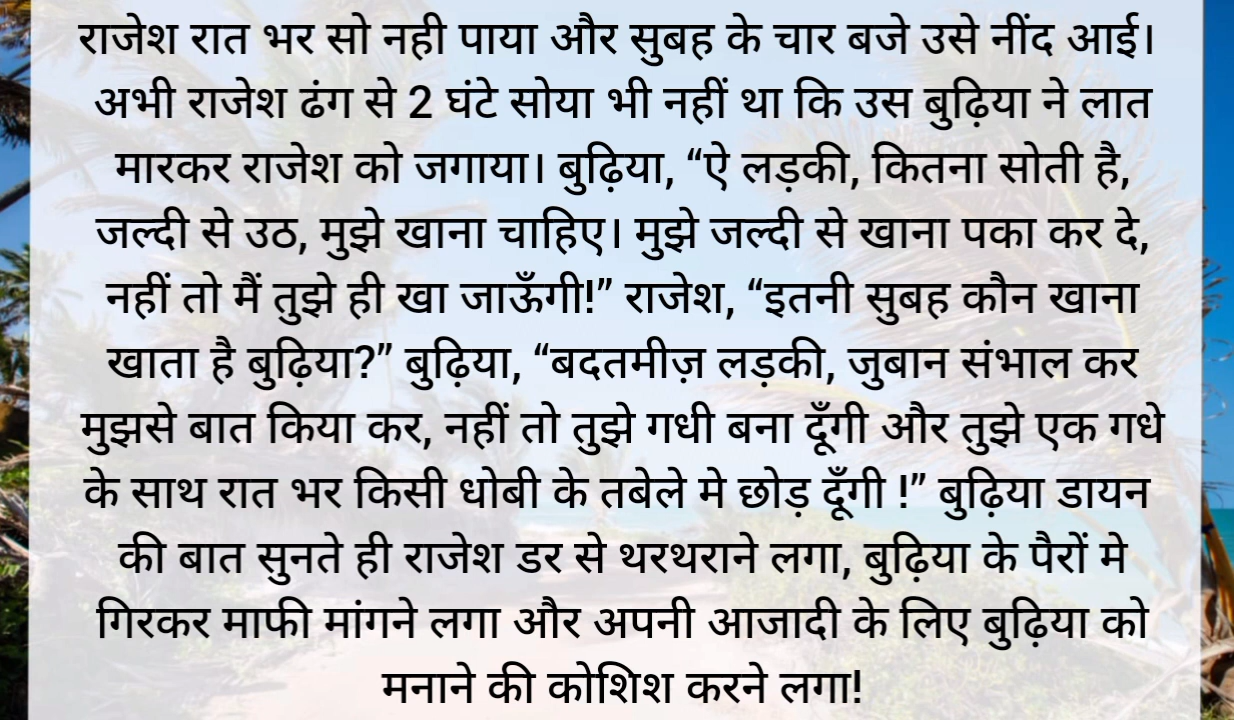 राजेश रात भर सो नही पाया और सुबह के चार बजे उसे नींद आई।
अभी राजेश ढंग से 2 घंटे सोया भी नहीं था कि उस बुढ़िया ने लात
मारकर राजेश को जगाया। बुढ़िया, “ऐ लड़की, कितना सोती है,
जल्दी से उठ, मुझे खाना चाहिए। मुझे जल्दी से खाना पका कर दे,
नहीं तो मैं तुझे ही खा जाऊँगी!” राजेश, “इतनी सुबह कौन खाना
खाता है बुढ़िया?” बुढ़िया, “बदतमीज़ लड़की, जुबान संभाल कर
मुझसे बात किया कर, नहीं तो तुझे गधी बना दूँगी और तुझे एक गधे
के साथ रात भर किसी धोबी के तबेले मे छोड़ दूँगी !” बुढ़िया डायन
की बात सुनते ही राजेश डर से थरथराने लगा, बुढ़िया के पैरों मे
गिरकर माफी मांगने लगा और अपनी आजादी के लिए बुढ़िया को
मनाने की कोशिश करने लगा!